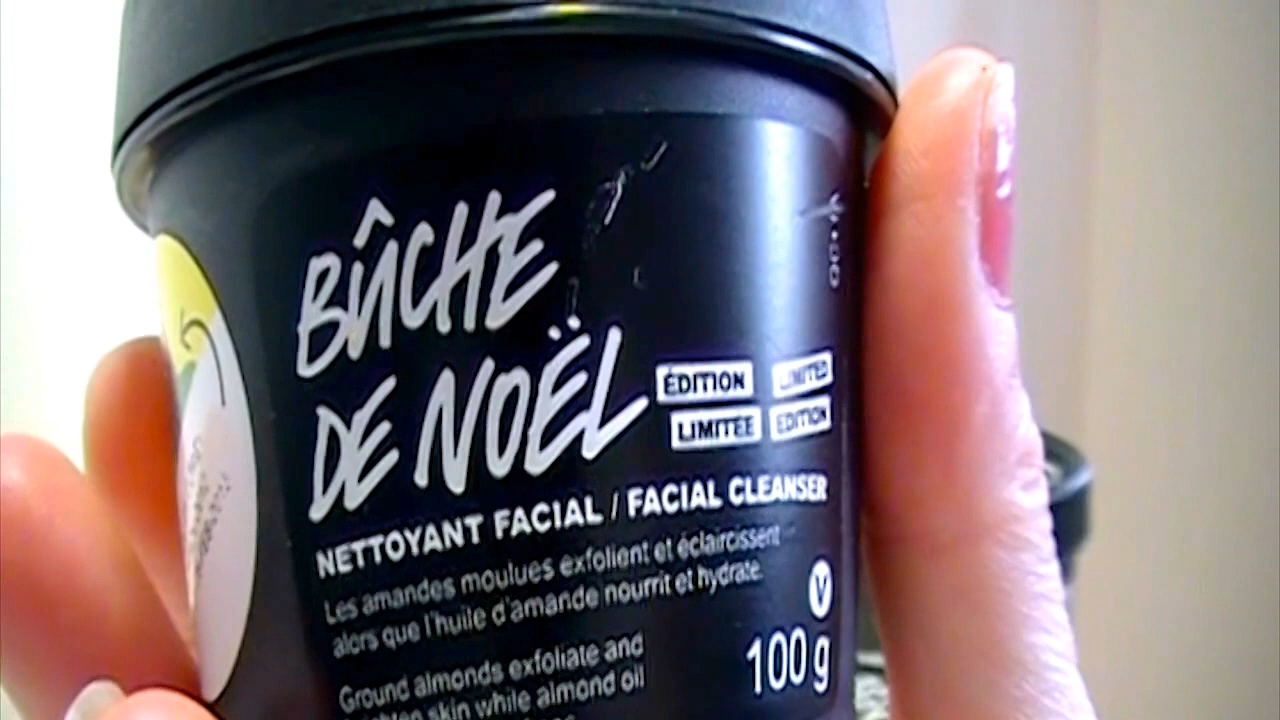 BÛCHE
DE NOËL
ÉDITION LIMITED
LIMITÉE EDITION
NETTOYANT FACIAL / FACIAL CLEANSER
Les amandes moulues exfolient et éclaircissent
alors que l'huile d'amande nourrit et hydrate.
V
100 g
Ground almonds exfoliate and
skin while almond oil